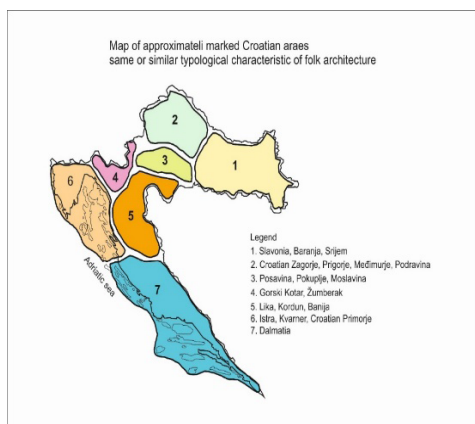 Map of approximateli marked Croatian araes
same or similar typological characteristic of folk architecture
2
3
1
4
6
5
Adriatic sea
7
Legend
1. Slavonia, Baranja, Srijem
2. Croatian Zagorje, Prigorje, Međimurje, Podravina
3. Posavina, Pokuplje, Moslavina
4. Gorski Kotar, Žumberak
5. Lika, Kordun, Banija
6. Istra, Kvarner, Croatian Primorje
7. Dalmatia